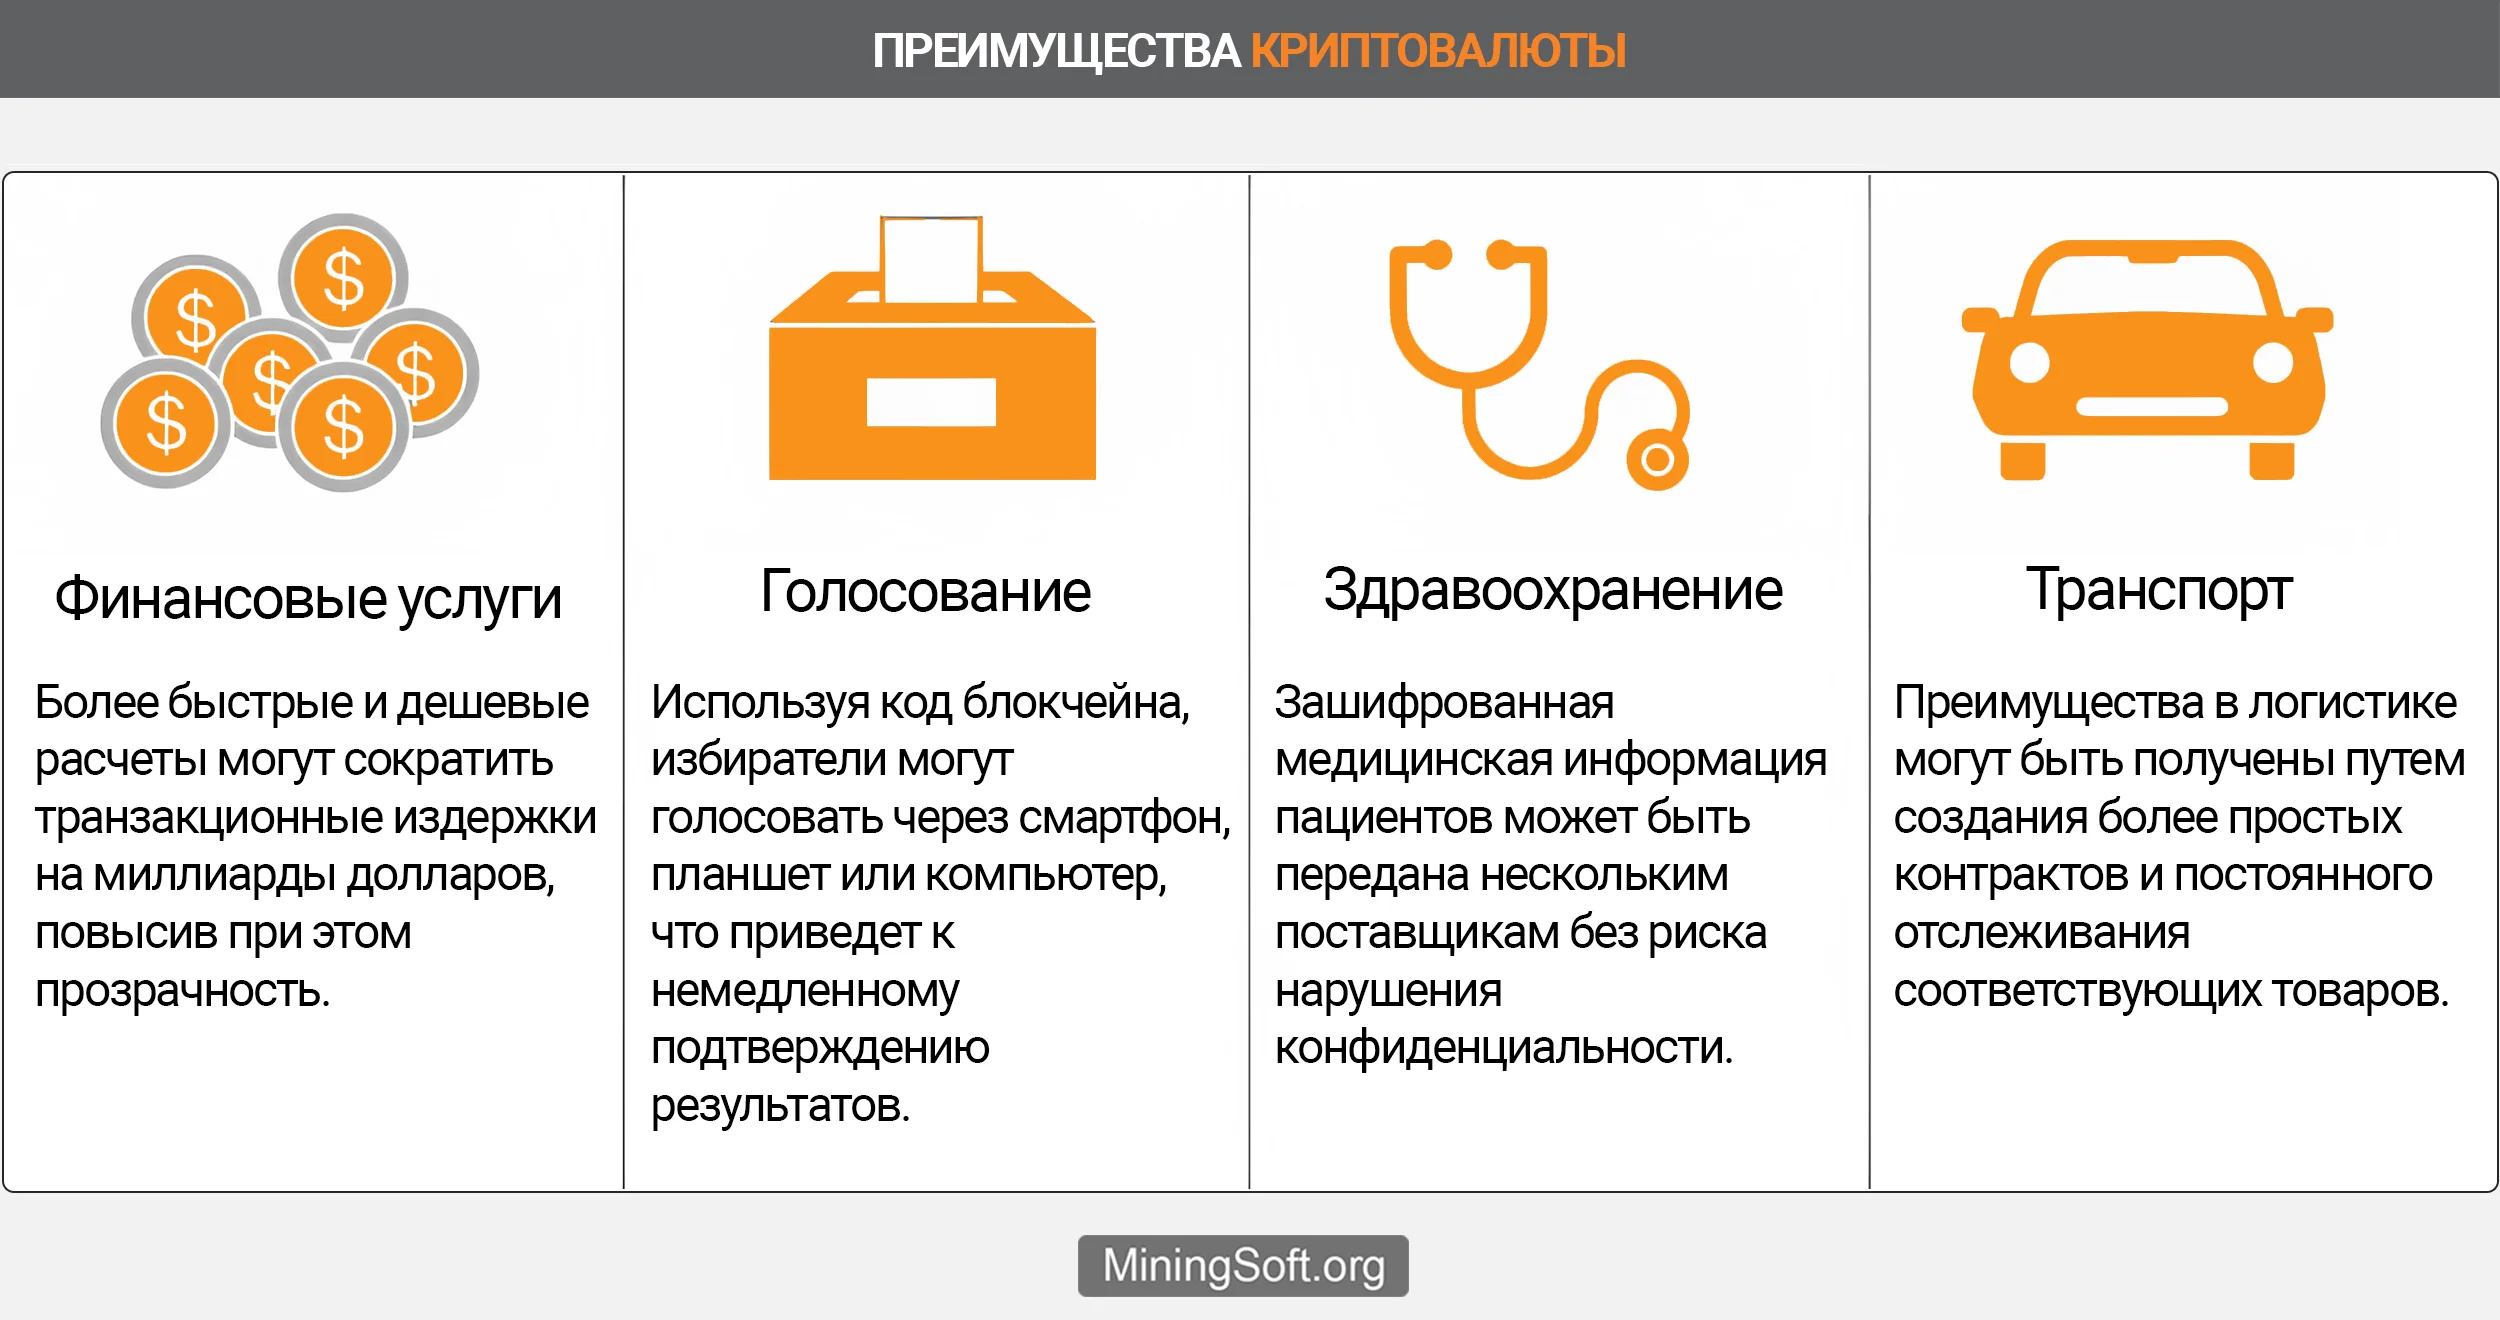 ПРЕИМУЩЕСТВА КРИПТОВАЛЮТЫ
$
$
$
$
$
$
Финансовые услуги
Более быстрые и дешевые
расчеты могут сократить
транзакционные издержки
на миллиарды долларов,
повысив при этом
прозрачность.
Голосование
Используя код блокчейна,
избиратели могут
голосовать через смартфон,
планшет или компьютер,
что приведет к
немедленному
подтверждению
результатов.
Здравоохранение
Зашифрованная
медицинская информация
пациентов может быть
передана нескольким
поставщикам без риска
нарушения
конфиденциальности.
Транспорт
Преимущества в логистике
могут быть получены путем
создания более простых
контрактов и постоянного
отслеживания
соответствующих товаров.
MiningSoft.org